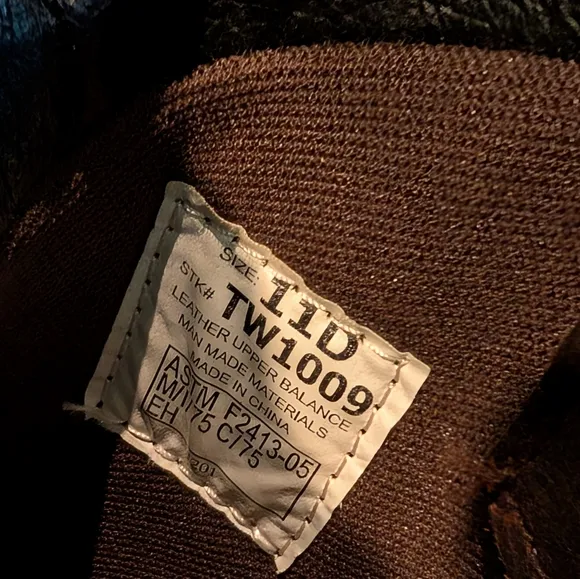 SIZE: 11D
STK# TW1009
LEATHER UPPER BALANCE
MAN MADE MATERIALS
MADE IN CHINA
ASTM F2413-05
M/I/75 C/75
EH